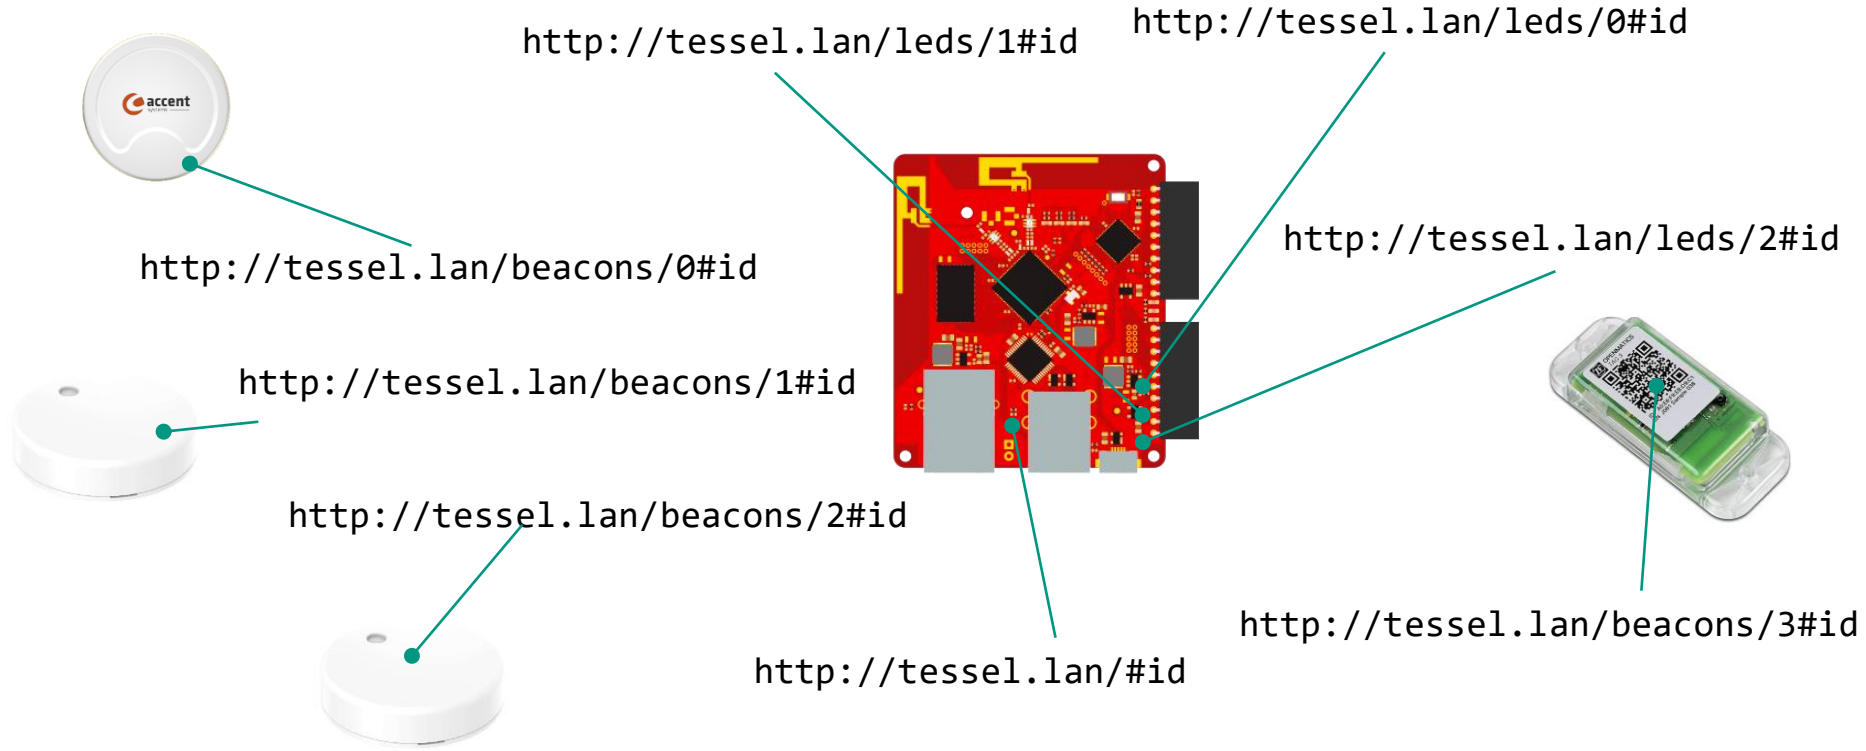 http://tessel.lan/leds/1#id
http://tessel.lan/leds/0#id
accent
systems
http://tessel.lan/leds/2#id
http://tessel.lan/beacons/0#id
http://tessel.lan/beacons/1#id
OPENMATICS
http://tessel.lan/beacons/2#id
http://tessel.lan/beacons/3#id
http://tessel.lan/#id